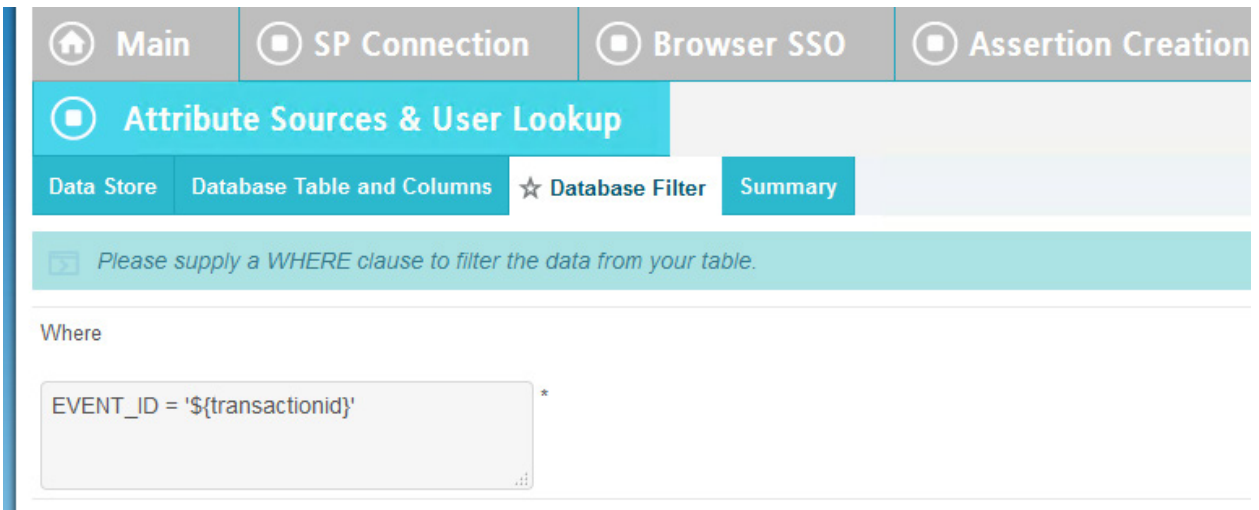 Main SP Connection Browser SSO Assertion Creation
Attribute Sources & User Lookup
Data Store Database Table and Columns Database Filter Summary
Please supply a WHERE clause to filter the data from your table.
Where
EVENT_ID = '${transactionid}' *